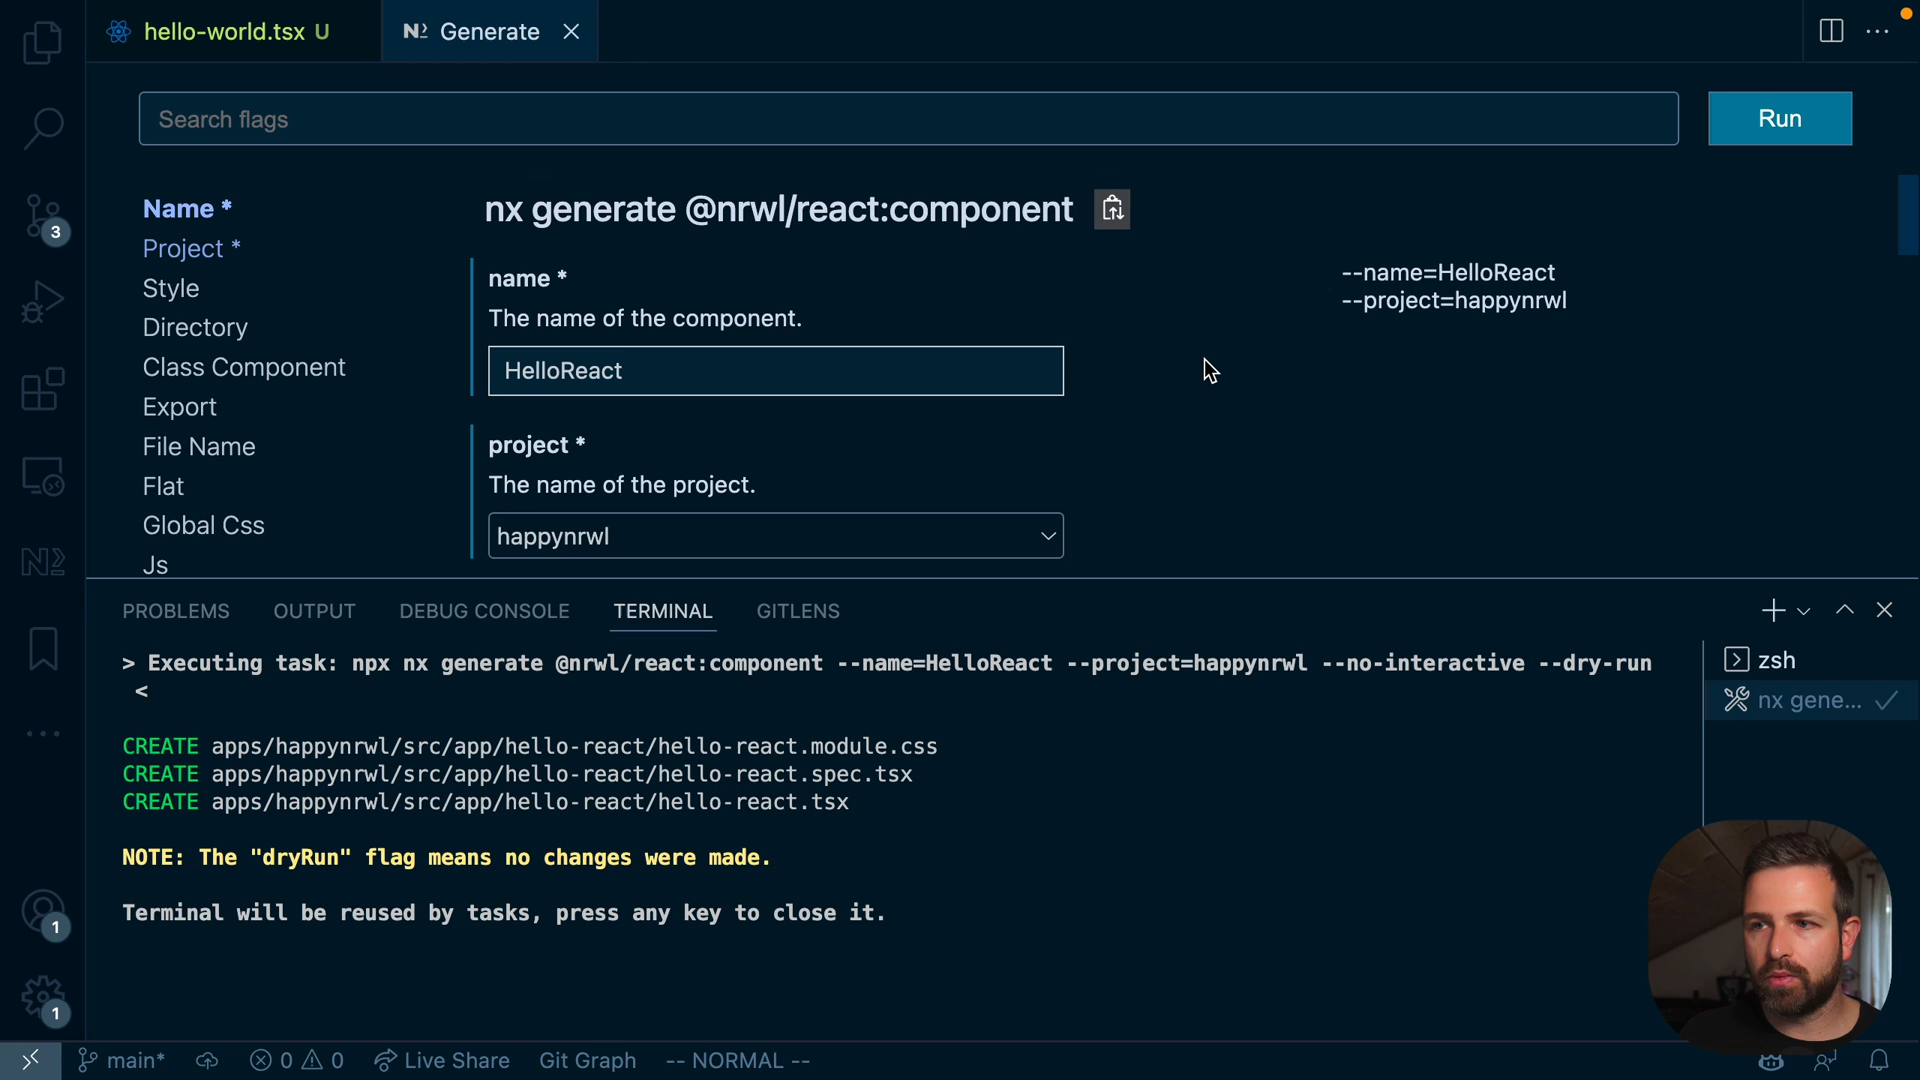 hello-world.tsx U
Generate
Search flags
Run
Name *
Project *
Style
Directory
Class Component
Export
File Name
Flat
Global Css
Js
nx generate @nrwl/react:component
name *
The name of the component.
HelloReact
project *
The name of the project.
happynrwl
--name=HelloReact
--project=happynrwl
3
1
1
PROBLEMS OUTPUT DEBUG CONSOLE TERMINAL GITLENS
> Executing task: npx nx generate @nrwl/react:component --name=HelloReact --project=happynrwl --no-interactive --dry-run
<
CREATE apps/happynrwl/src/app/hello-react/hello-react.module.css
CREATE apps/happynrwl/src/app/hello-react/hello-react.spec.tsx
CREATE apps/happynrwl/src/app/hello-react/hello-react.tsx
NOTE: The "dryRun" flag means no changes were made.
Terminal will be reused by tasks, press any key to close it.
zsh
nx gene...
main* 0 0 Live Share Git Graph -- NORMAL --